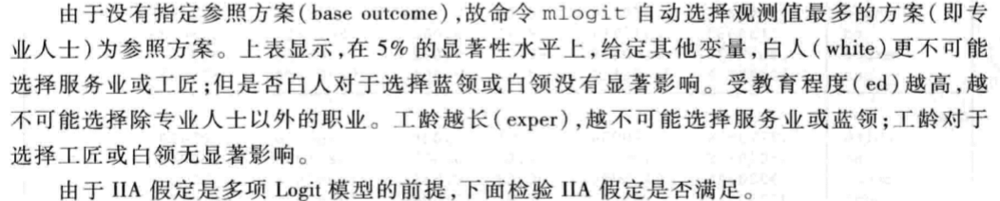 由于没有指定参照方案(base outcome),故命令 mlogit 自动选择观测值最多的方案(即专
业人士)为参照方案。上表显示,在 5% 的显著性水平上,给定其他变量,白人(white)更不可能
选择服务业或工匠;但是否白人对于选择蓝领或白领没有显著影响。受教育程度(ed)越高,越
不可能选择除专业人士以外的职业。工龄越长(exper),越不可能选择服务业或蓝领;工龄对于
选择工匠或白领无显著影响。
由于 IIA 假定是多项 Logit 模型的前提,下面检验 IIA 假定是否满足。